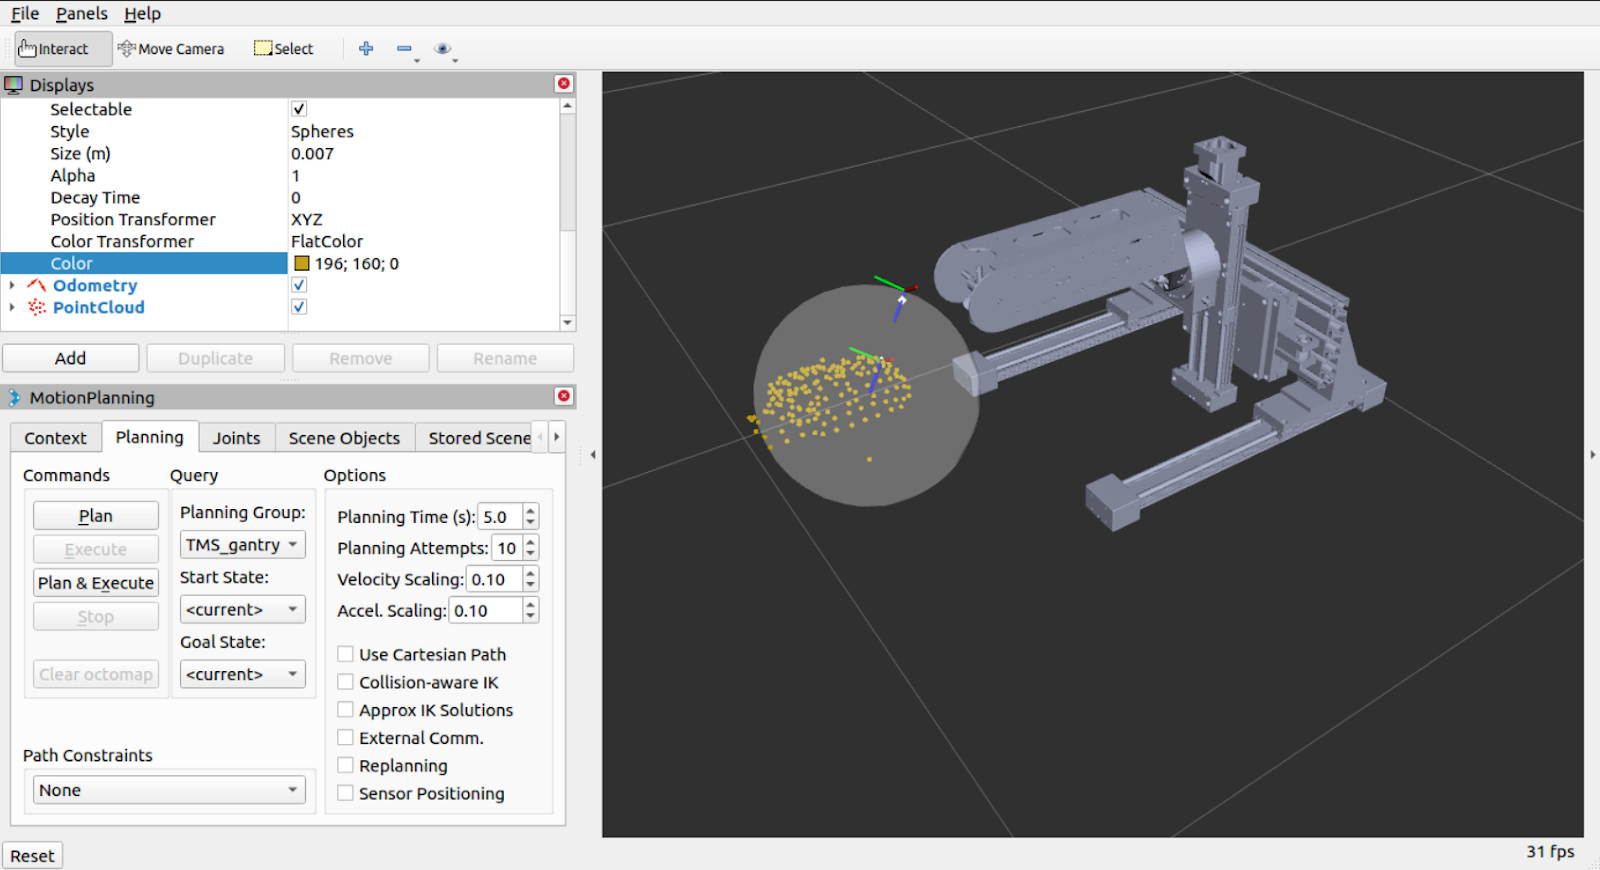 File Panels Help
Interact Move Camera Select
Displays
Selectable
Style Spheres
Size (m) 0.007
Alpha 1
Decay Time 0
Position Transformer XYZ
Color Transformer FlatColor
Color 196; 160; 0
Odometry
PointCloud
Add Duplicate Remove Rename
MotionPlanning
Context Planning Joints Scene Objects Stored Scene
Commands Query Options
Plan
Execute
Plan & Execute
Stop
Clear octomap
Planning Group:
TMS_gantry
Start State:
<current>
Goal State:
<current>
Planning Time (s): 5.0
Planning Attempts: 10
Velocity Scaling: 0.10
Accel. Scaling: 0.10
Use Cartesian Path
Collision-aware IK
Approx IK Solutions
External Comm.
Replanning
Sensor Positioning
Path Constraints
None
Reset
31 fps